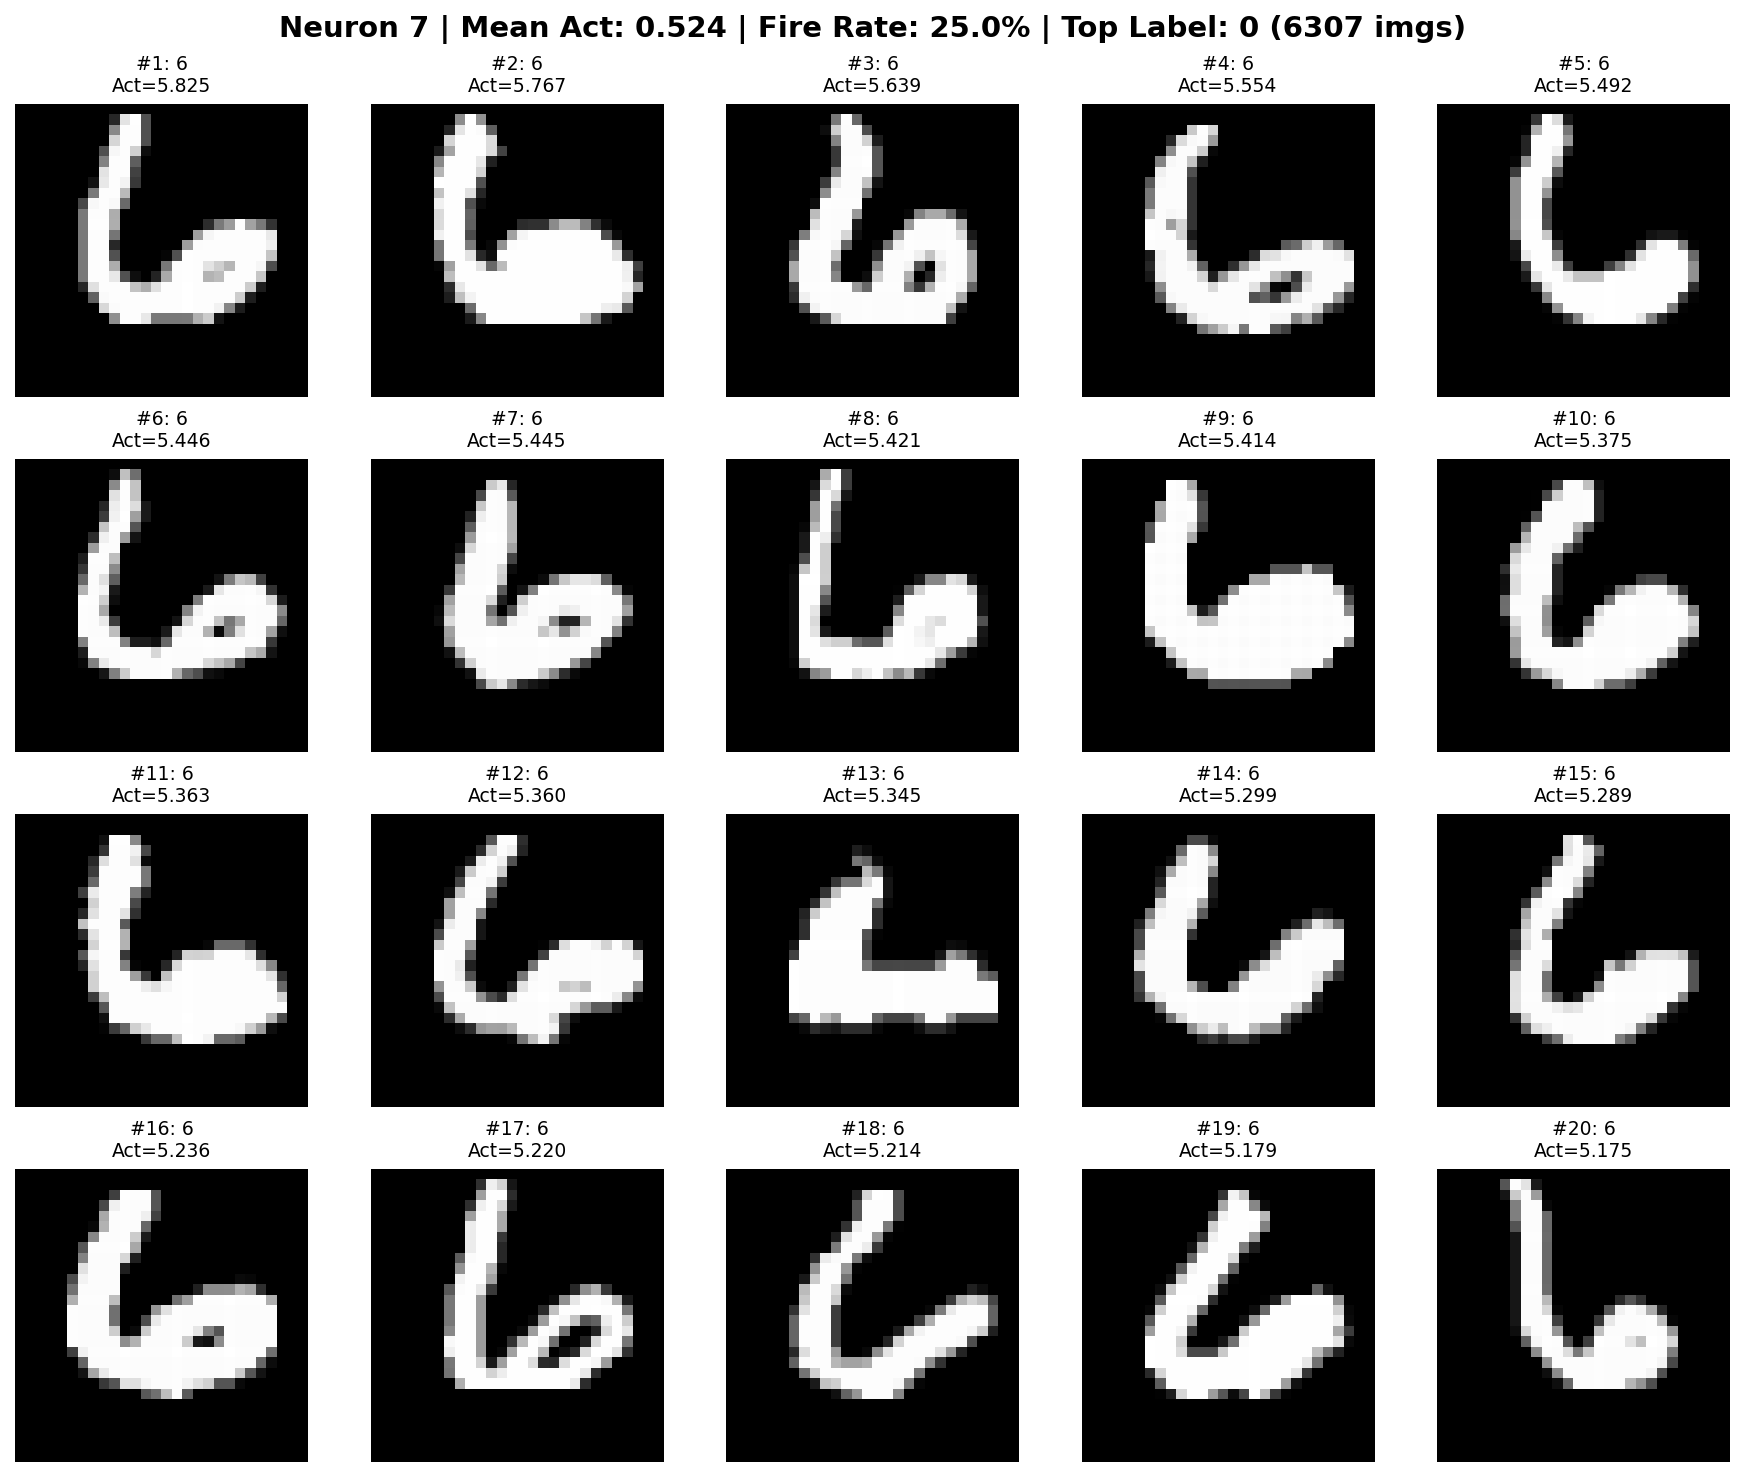 Neuron 7 | Mean Act: 0.524 | Fire Rate: 25.0% | Top Label: 0 (6307 imgs)
#1: 6
Act=5.825
#2: 6
Act=5.767
#3: 6
Act=5.639
#4: 6
Act=5.554
#5: 6
Act=5.492
#6: 6
Act=5.446
#7: 6
Act=5.445
#8: 6
Act=5.421
#9: 6
Act=5.414
#10: 6
Act=5.375
#11: 6
Act=5.363
#12: 6
Act=5.360
#13: 6
Act=5.345
#14: 6
Act=5.299
#15: 6
Act=5.289
#16: 6
Act=5.236
#17: 6
Act=5.220
#18: 6
Act=5.214
#19: 6
Act=5.179
#20: 6
Act=5.175